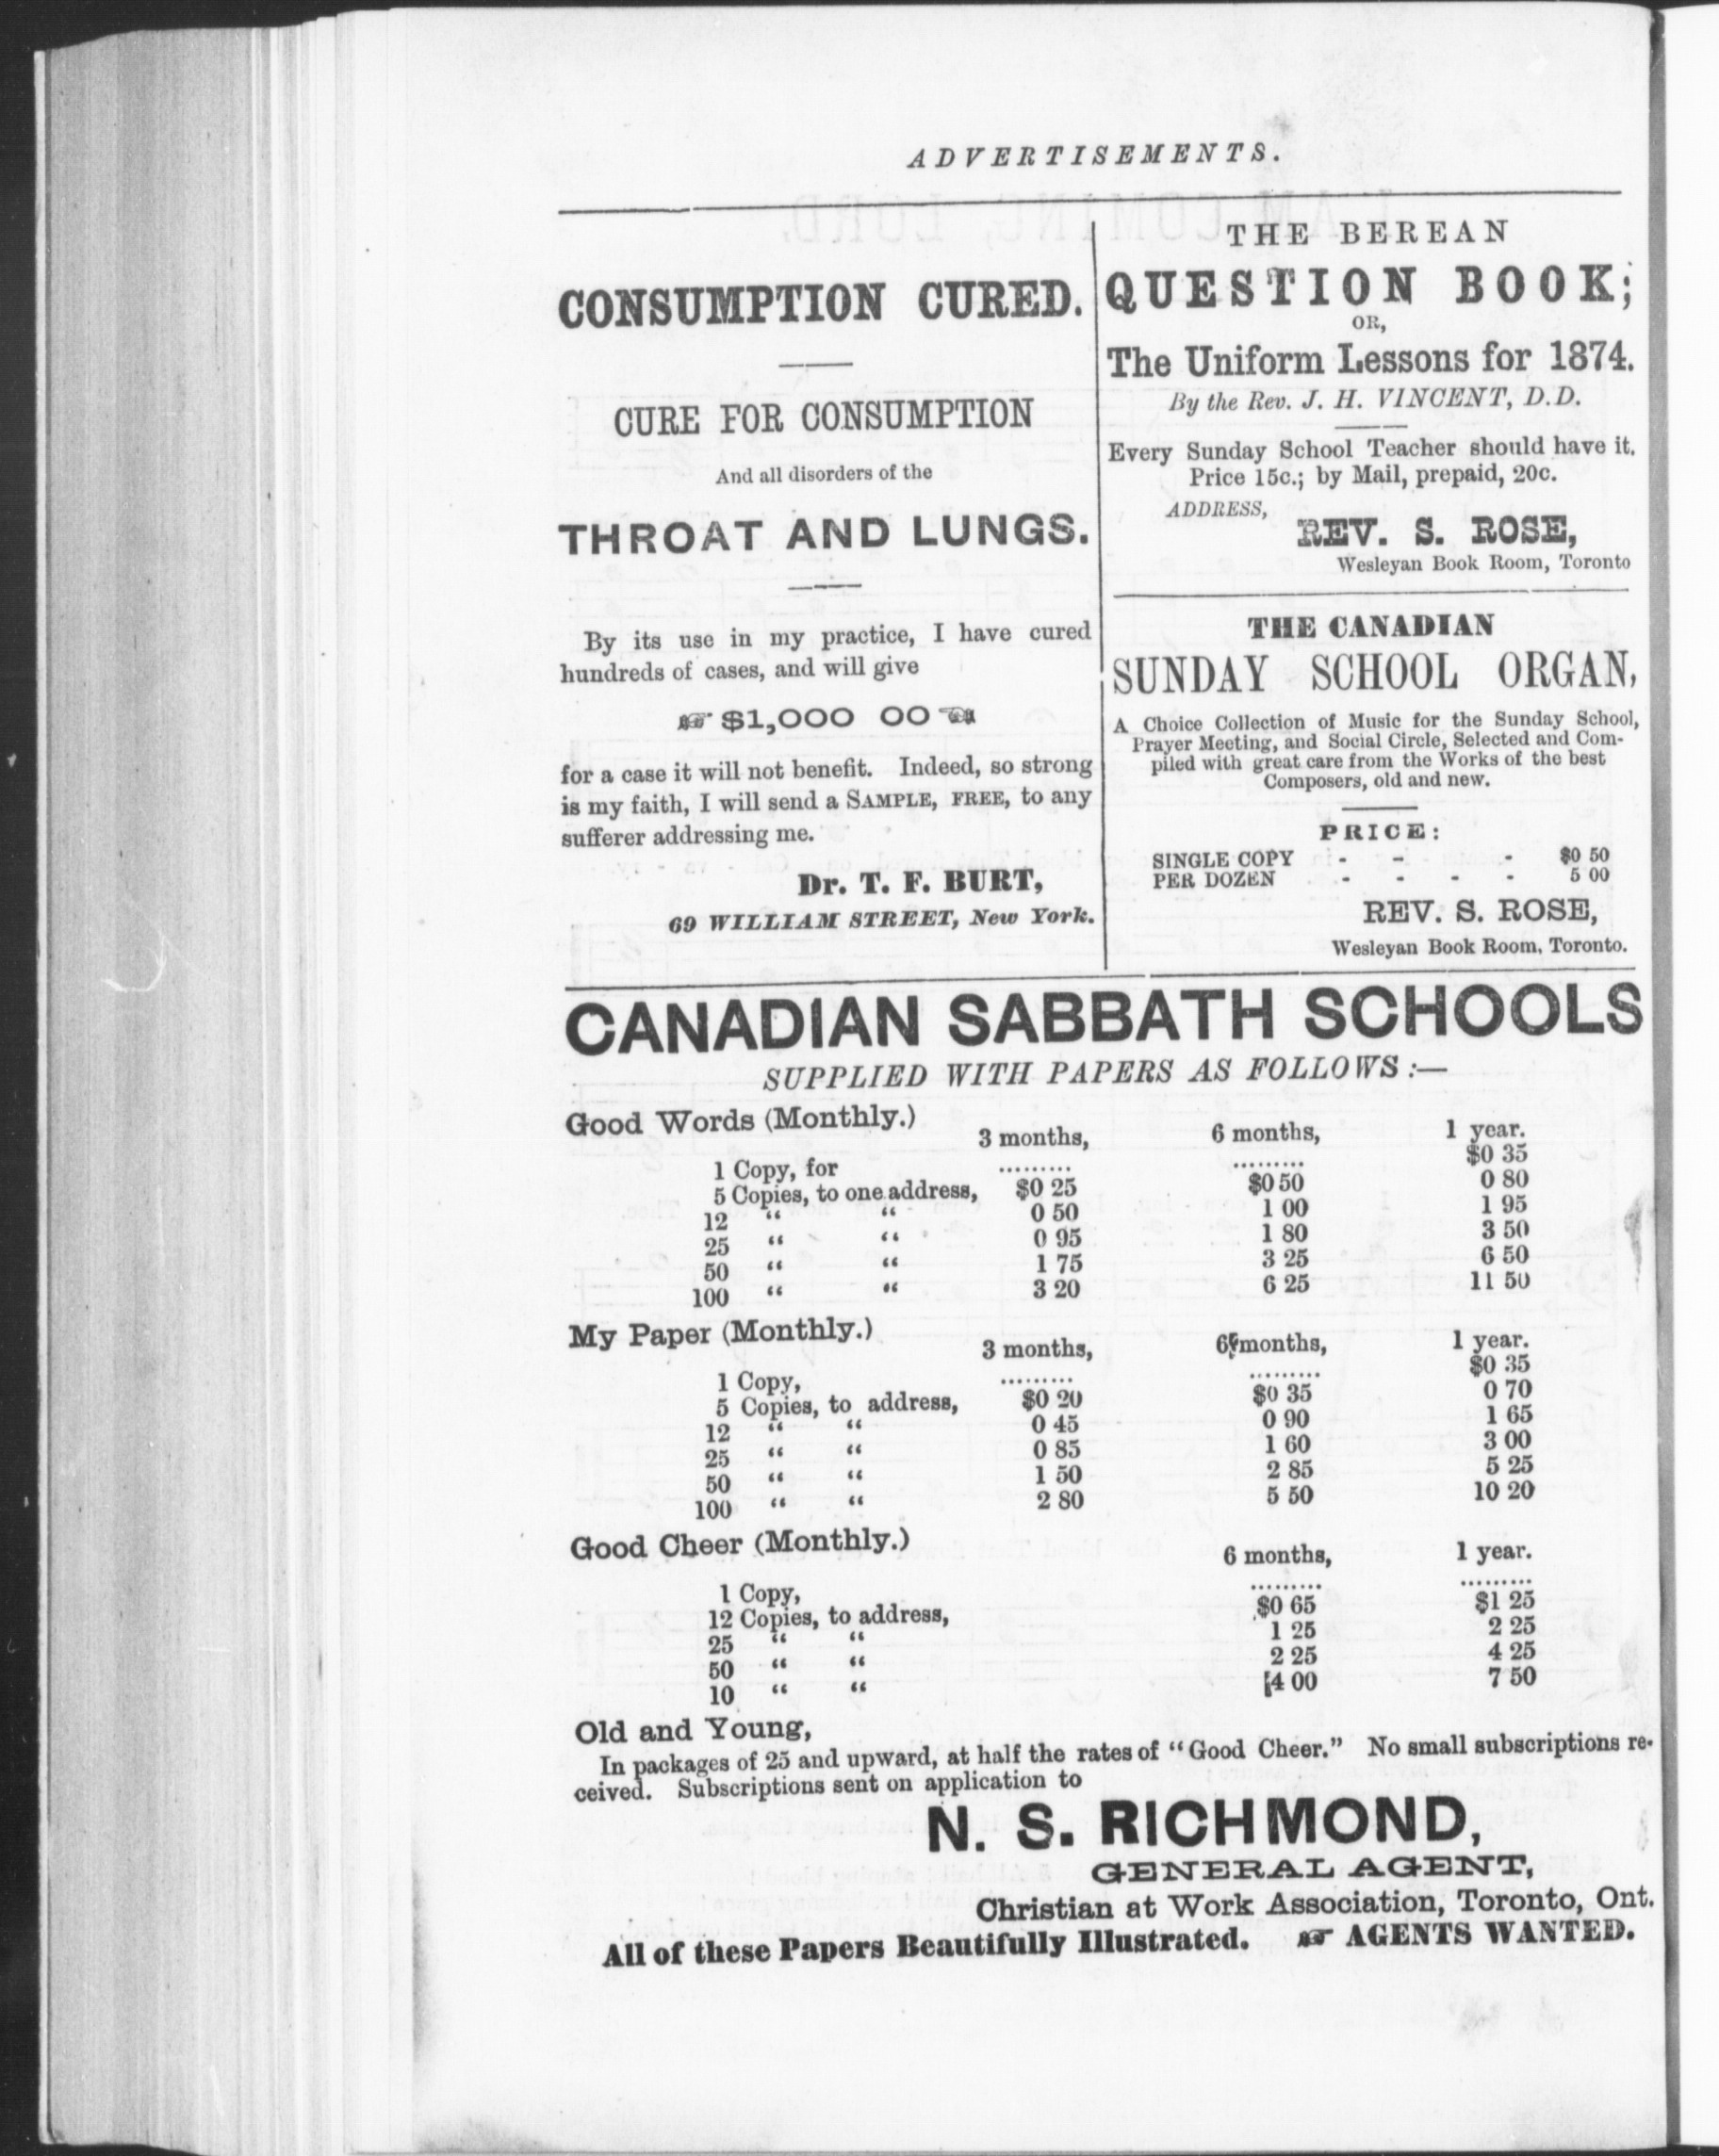 ADVERTISEMENTS.
CONSUMPTION CURED.
CURE FOR CONSUMPTION
And all disorders of the
THROAT AND LUNGS.
By its use in my practice, I have cured
hundreds of cases, and will give
☞ $1,000 00 ☜
for a case it will not benefit. Indeed, so strong
is my faith, I will send a SAMPLE, FREE, to any
sufferer addressing me.
Dr. T. F. BURT,
69 WILLIAM STREET, New York.
THE BEREAN
QUESTION BOOK;
OR,
The Uniform Lessons for 1874.
By the Rev. J. H. VINCENT, D.D.
Every Sunday School Teacher should have it.
Price 15c.; by Mail, prepaid, 20c.
ADDRESS,
REV. S. ROSE,
Wesleyan Book Room, Toronto
THE CANADIAN
SUNDAY SCHOOL ORGAN,
A Choice Collection of Music for the Sunday School,
Prayer Meeting, and Social Circle, Selected and Com-
piled with great care from the Works of the best
Composers, old and new.
PRICE:
SINGLE COPY - - - $0 50
PER DOZEN - - - - 5 00
REV. S. ROSE,
Wesleyan Book Room, Toronto.
CANADIAN SABBATH SCHOOLS
SUPPLIED WITH PAPERS AS FOLLOWS :—
Good Words (Monthly.)
3 months, 6 months, 1 year.
1 Copy, for ......... ......... $0 35
5 Copies, to one address, $0 25 $0 50 0 80
12 “ “ 0 50 1 00 1 95
25 “ “ 0 95 1 80 3 50
50 “ “ 1 75 3 25 6 50
100 “ “ 3 20 6 25 11 50
My Paper (Monthly.)
3 months, 6 months, 1 year.
1 Copy, ......... ......... $0 35
5 Copies, to address, $0 20 $0 35 0 70
12 “ “ 0 45 0 90 1 65
25 “ “ 0 85 1 60 3 00
50 “ “ 1 50 2 85 5 25
100 “ “ 2 80 5 50 10 20
Good Cheer (Monthly.)
6 months, 1 year.
1 Copy, ......... .........
12 Copies, to address, $0 65 $1 25
25 “ “ 1 25 2 25
50 “ “ 2 25 4 25
10 “ “ 4 00 7 50
Old and Young,
In packages of 25 and upward, at half the rates of “Good Cheer.” No small subscriptions re-
ceived. Subscriptions sent on application to
N. S. RICHMOND,
GENERAL AGENT,
Christian at Work Association, Toronto, Ont.
All of these Papers Beautifully Illustrated. ☞ AGENTS WANTED.